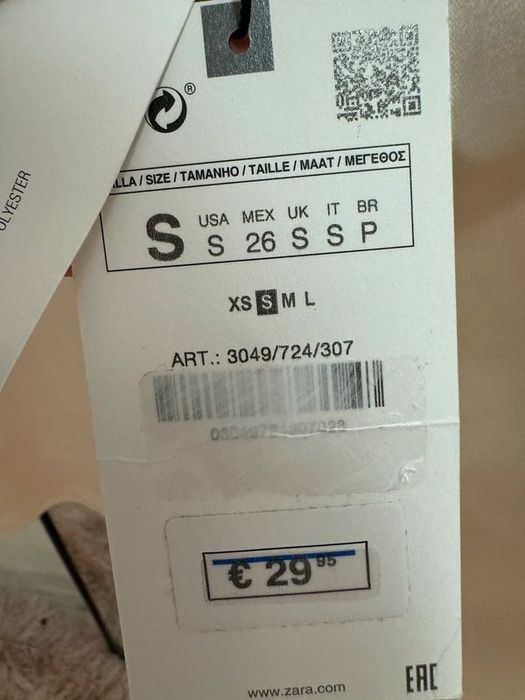 ®
OLYESTER
LLA / SIZE / TAMANHO / TAILLE / MAAT / ΜΕΓΕΘΟΣ
S USA MEX UK IT BR
S 26 S S P
XS S M L
ART.: 3049/724/307
€ 29 95
www.zara.com
EAC